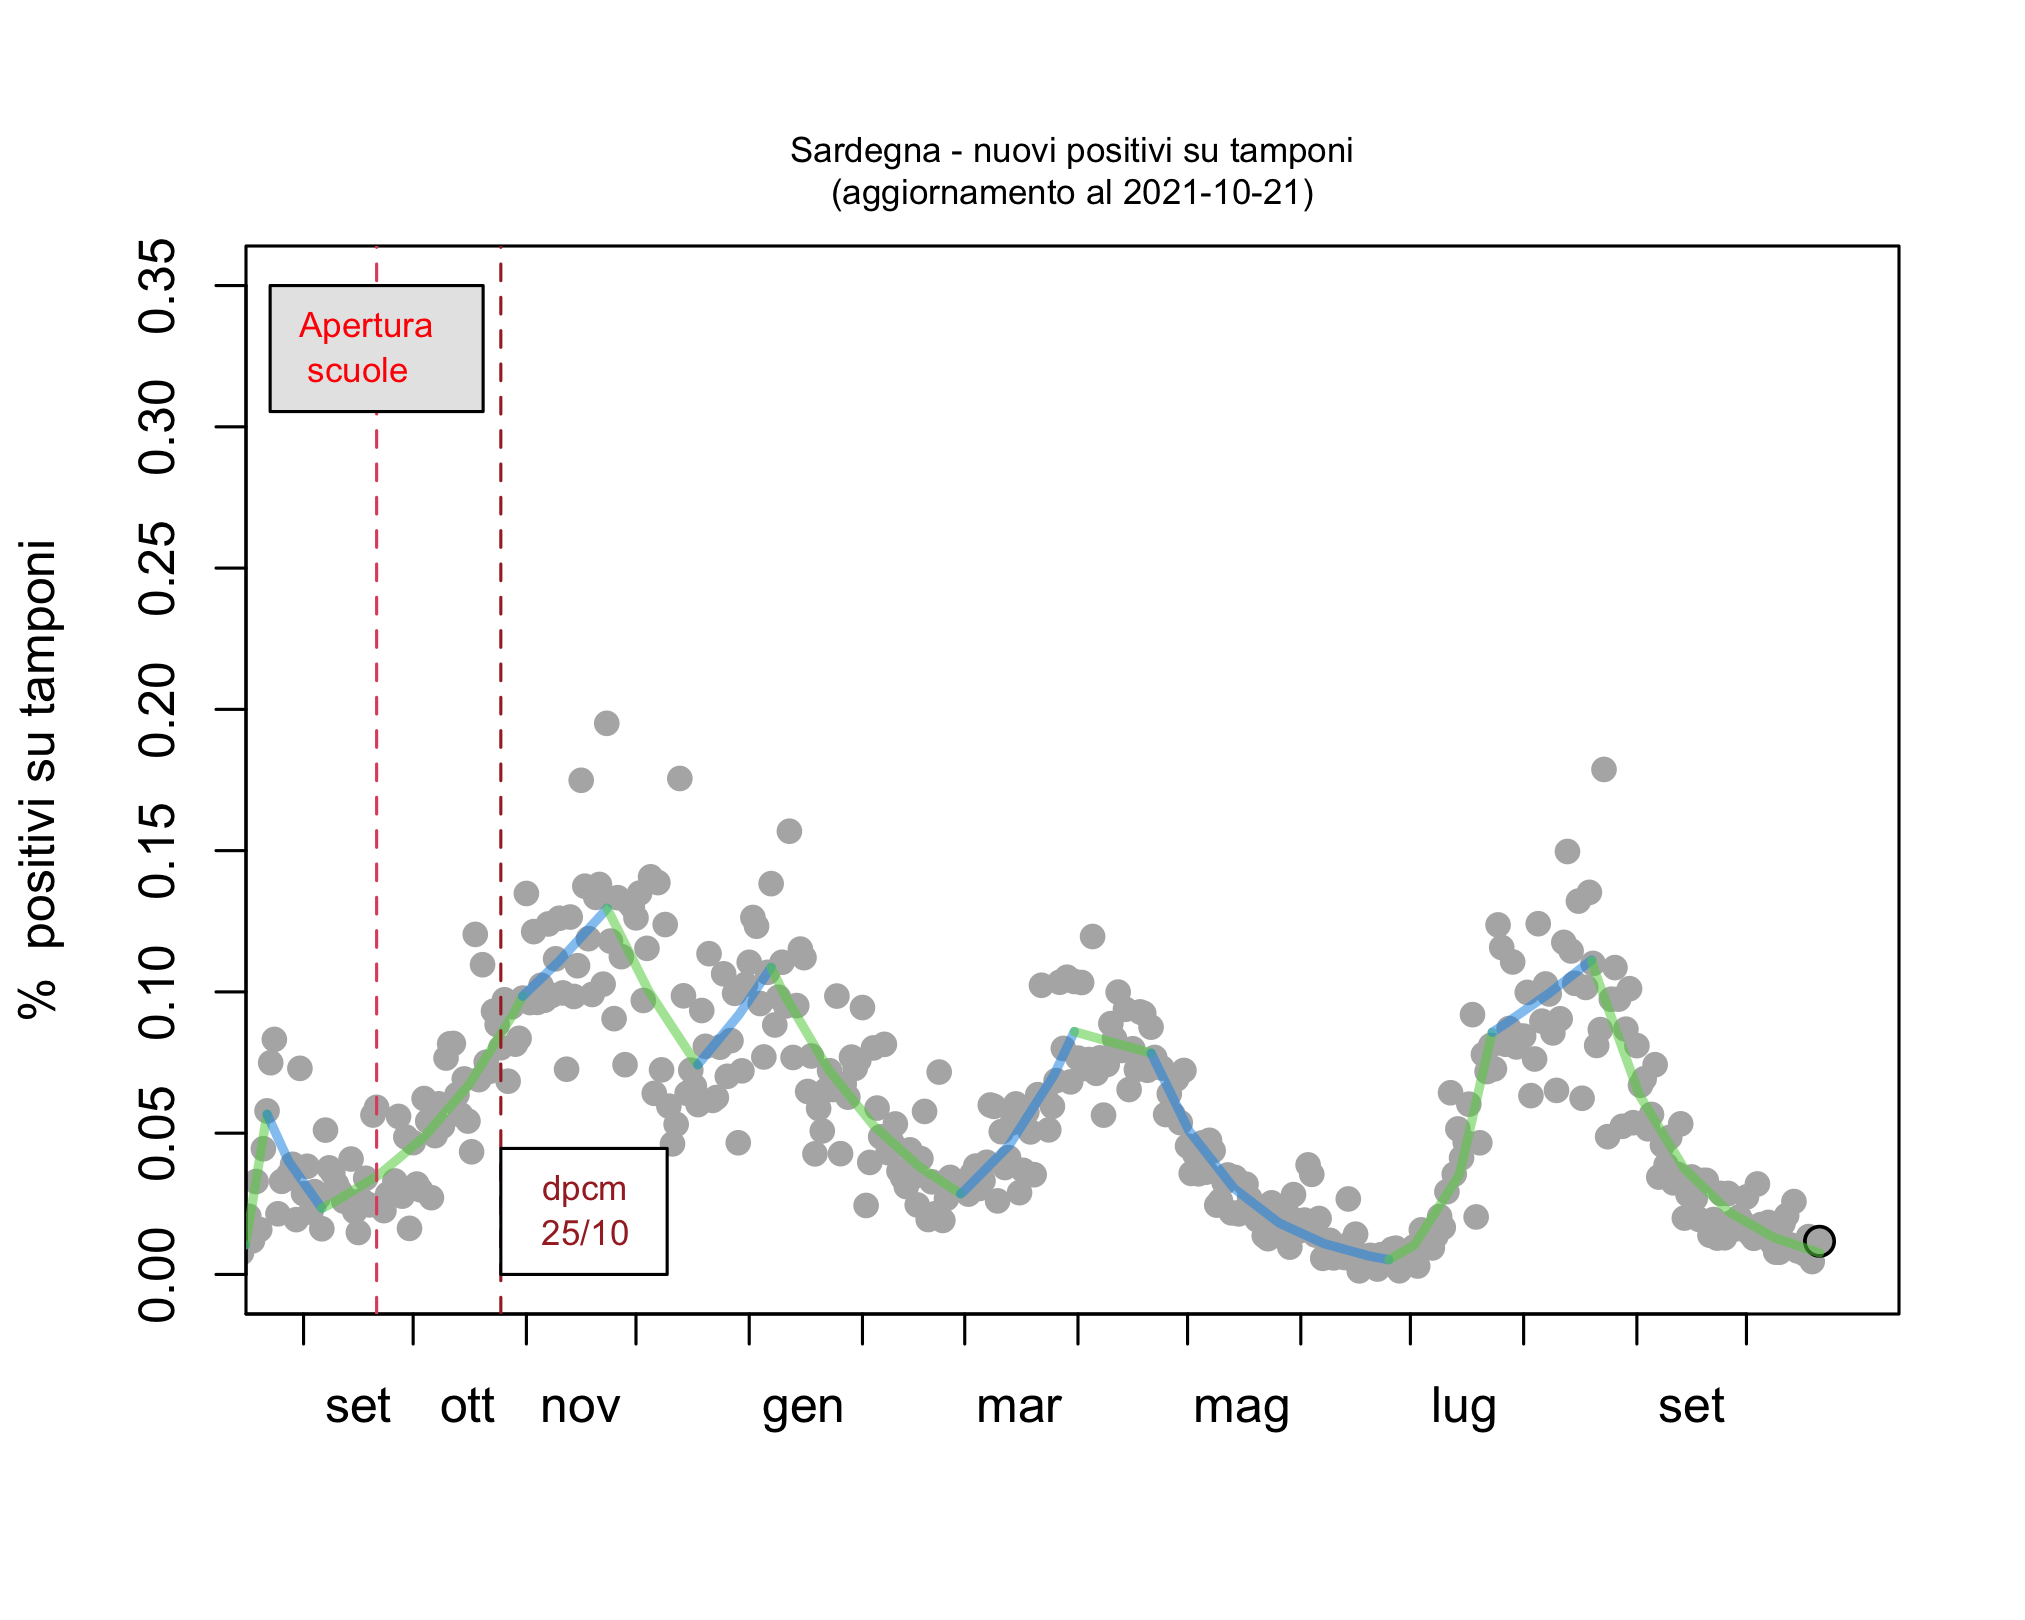 Sardegna - nuovi positivi su tamponi
(aggiornamento al 2021-10-21)
% positivi su tamponi
0.35
0.30
0.25
0.20
0.15
0.10
0.05
0.00
Apertura
scuole
dpcm
25/10
set ott nov gen mar mag lug set